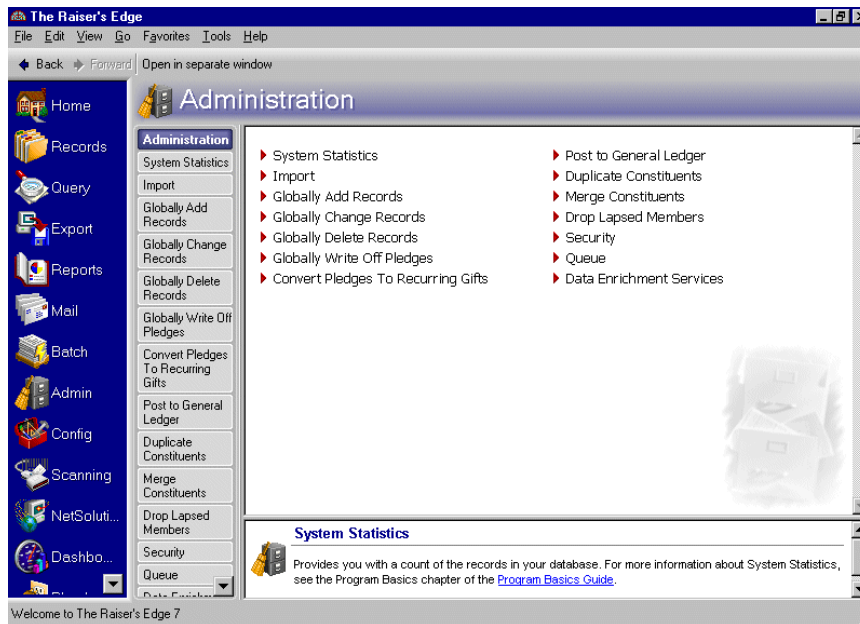 The Raiser's Edge
File Edit View Go Favorites Tools Help
Back Forward Open in separate window
Administration
Home
Records
Query
Export
Reports
Mail
Batch
Admin
Config
Scanning
NetSoluti...
Dashbo...
Administration
System Statistics
Import
Globally Add
Records
Globally Change
Records
Globally Delete
Records
Globally Write Off
Pledges
Convert Pledges
To Recurring
Gifts
Post to General
Ledger
Duplicate
Constituents
Merge
Constituents
Drop Lapsed
Members
Security
Queue
System Statistics
Import
Globally Add Records
Globally Change Records
Globally Delete Records
Globally Write Off Pledges
Convert Pledges To Recurring Gifts
Post to General Ledger
Duplicate Constituents
Merge Constituents
Drop Lapsed Members
Security
Queue
Data Enrichment Services
System Statistics
Provides you with a count of the records in your database. For more information about System Statistics,
see the Program Basics chapter of the Program Basics Guide.
Welcome to The Raiser's Edge 7